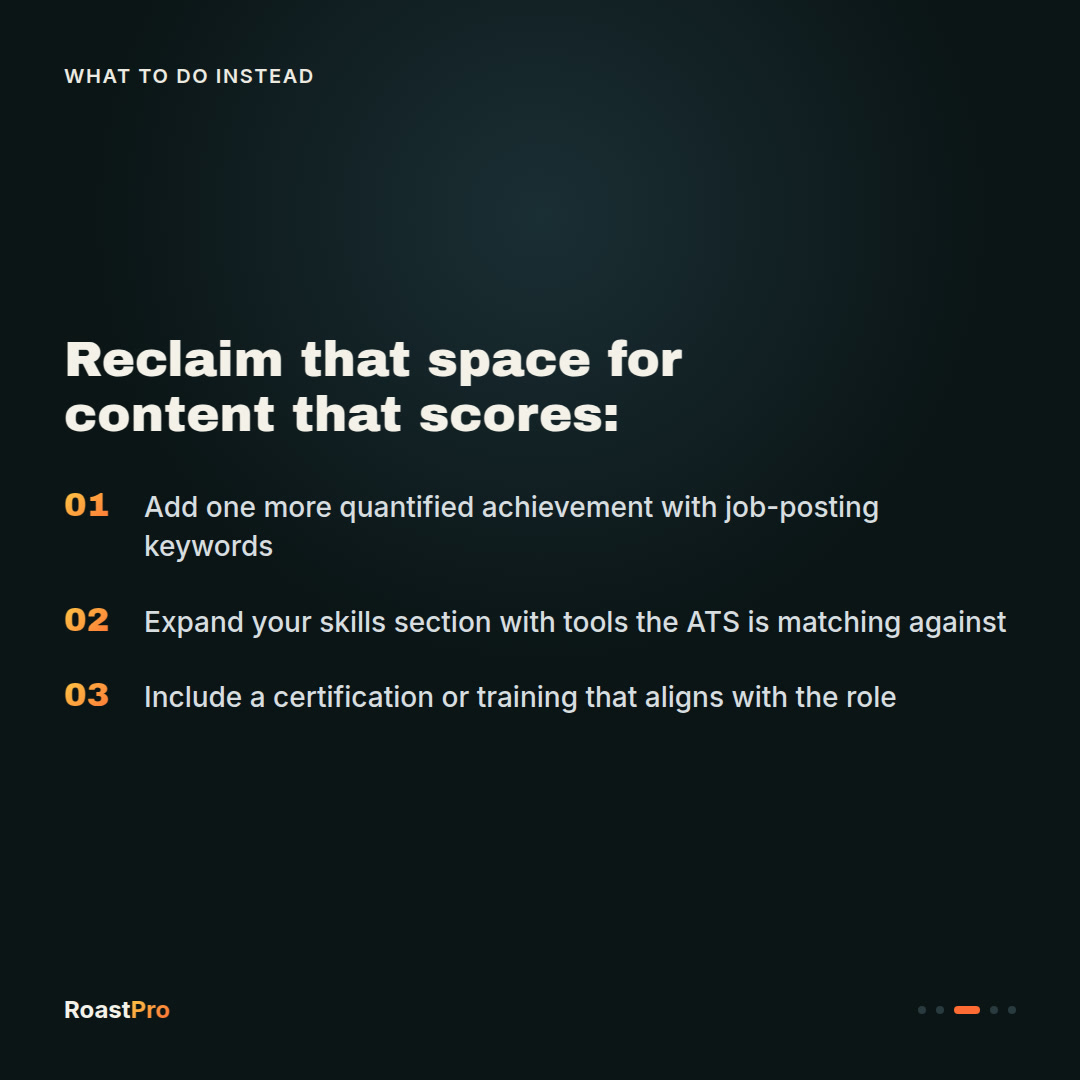 WHAT TO DO INSTEAD
Reclaim that space for
content that scores:
01 Add one more quantified achievement with job-posting
keywords
02 Expand your skills section with tools the ATS is matching against
03 Include a certification or training that aligns with the role
RoastPro